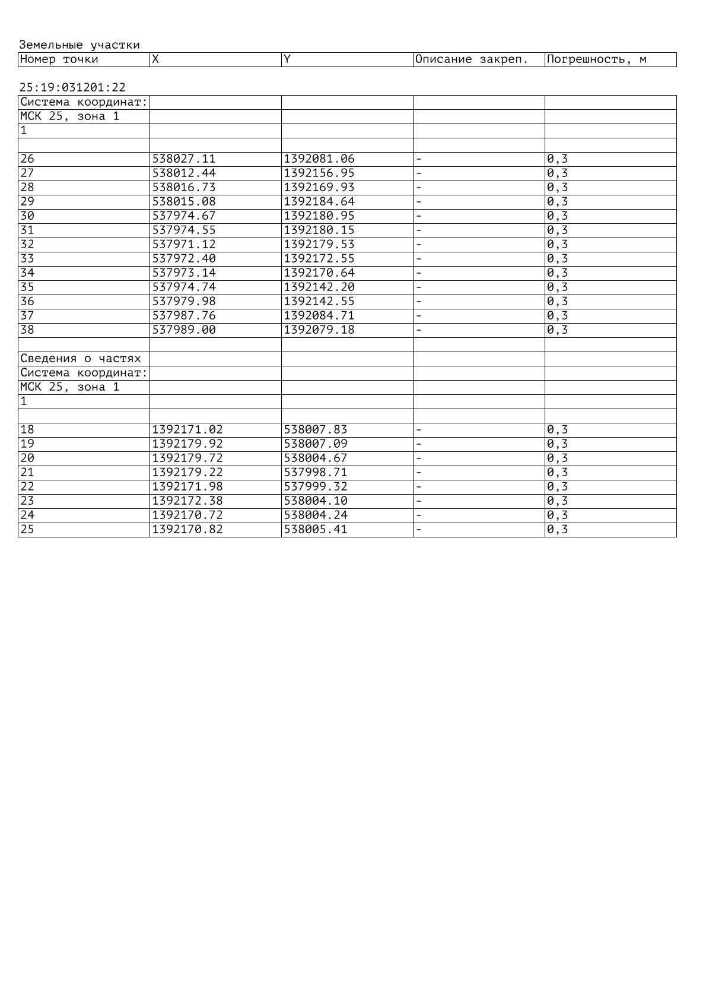 Земельные участки
Номер точки X Y Описание закреп. Погрешность, м
25:19:031201:22
Система координат:
МСК 25, зона 1
1
26 538027.11 1392081.06 - 0,3
27 538012.44 1392156.95 - 0,3
28 538016.73 1392169.93 - 0,3
29 538015.08 1392184.64 - 0,3
30 537974.67 1392180.95 - 0,3
31 537974.55 1392180.15 - 0,3
32 537971.12 1392179.53 - 0,3
33 537972.40 1392172.55 - 0,3
34 537973.14 1392170.64 - 0,3
35 537974.74 1392142.20 - 0,3
36 537979.98 1392142.55 - 0,3
37 537987.76 1392084.71 - 0,3
38 537989.00 1392079.18 - 0,3
Сведения о частях
Система координат:
МСК 25, зона 1
1
18 1392171.02 538007.83 - 0,3
19 1392179.92 538007.09 - 0,3
20 1392179.72 538004.67 - 0,3
21 1392179.22 537998.71 - 0,3
22 1392171.98 537999.32 - 0,3
23 1392172.38 538004.10 - 0,3
24 1392170.72 538004.24 - 0,3
25 1392170.82 538005.41 - 0,3